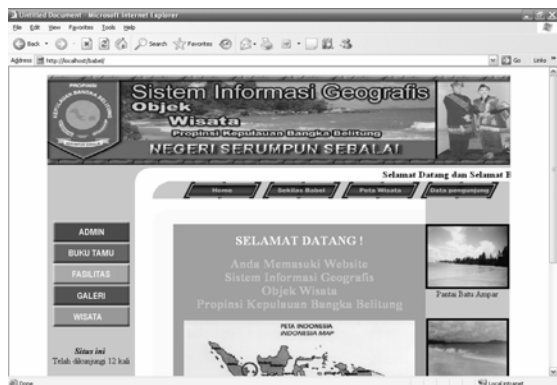 Untitled Document - Microsoft Internet Explorer
File Edit View Favorites Tools Help
Back Search Favorites
Address http://localhost/babel/ Go Links
PROPINSI
KEPULAUAN BANGKA BELITUNG
Sistem Informasi Geografis
Objek
Wisata
Propinsi Kepulauan Bangka Belitung
NEGERI SERUMPUN SEBALAI
Selamat Datang dan Selamat B
Home Sekilas Babel Peta Wisata Data pengunjung
ADMIN
BUKU TAMU
FASILITAS
GALERI
WISATA
Situs ini
Telah dikunjungi 12 kali
SELAMAT DATANG !
Anda Memasuki Website
Sistem Informasi Geografis
Objek Wisata
Propinsi Kepulauan Bangka Belitung
PETA INDONESIA
INDONESIA MAP
Pantai Batu Ampar
Done Local intranet